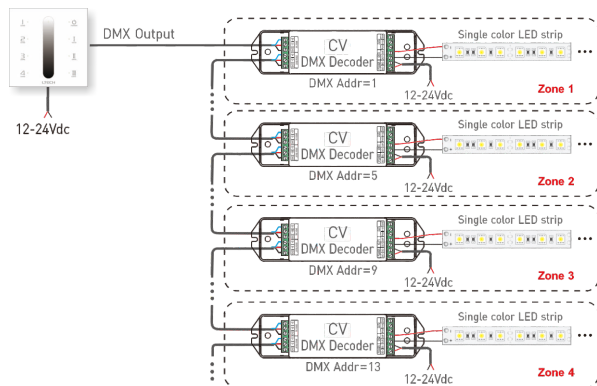 DMX Output
12-24Vdc
CV
DMX Decoder
DMX Addr=1
Single color LED strip
12-24Vdc
Zone 1
CV
DMX Decoder
DMX Addr=5
Single color LED strip
12-24Vdc
Zone 2
CV
DMX Decoder
DMX Addr=9
Single color LED strip
12-24Vdc
Zone 3
CV
DMX Decoder
DMX Addr=13
Single color LED strip
12-24Vdc
Zone 4